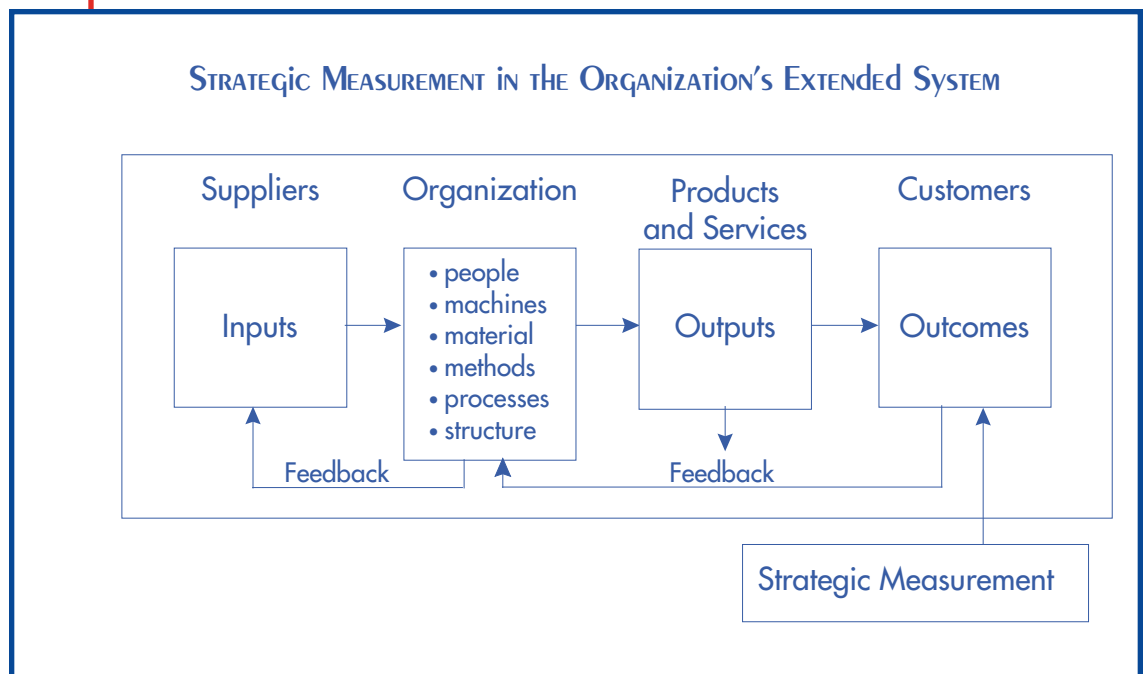 Strategic Measurement in the Organization's Extended System
Suppliers
Organization
Products
and Services
Customers
Inputs
• people
• machines
• material
• methods
• processes
• structure
Outputs
Outcomes
Feedback
Feedback
Strategic Measurement